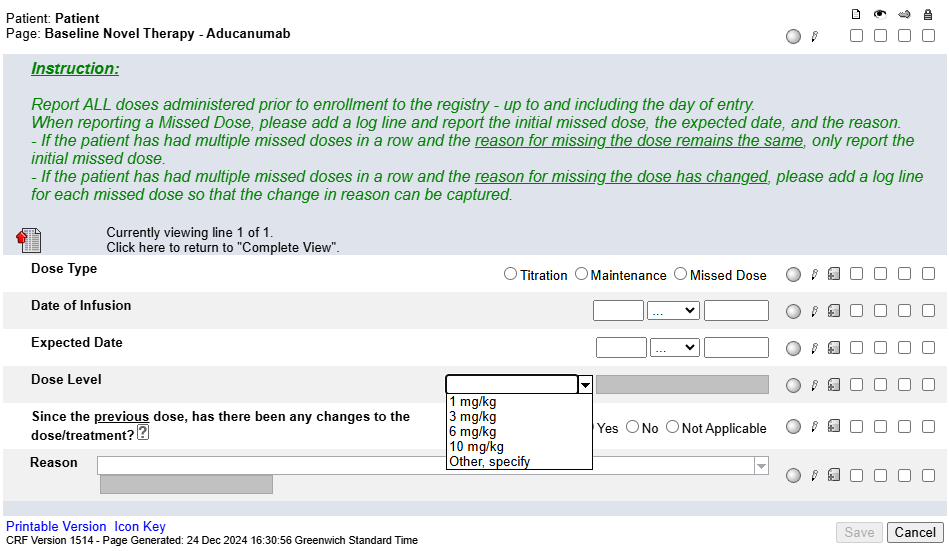 Patient: Patient
Page: Baseline Novel Therapy - Aducanumab
Instruction:
Report ALL doses administered prior to enrollment to the registry - up to and including the day of entry.
When reporting a Missed Dose, please add a log line and report the initial missed dose, the expected date, and the reason.
- If the patient has had multiple missed doses in a row and the reason for missing the dose remains the same, only report the
initial missed dose.
- If the patient has had multiple missed doses in a row and the reason for missing the dose has changed, please add a log line
for each missed dose so that the change in reason can be captured.
Currently viewing line 1 of 1.
Click here to return to "Complete View".
Dose Type
Titration Maintenance Missed Dose
Date of Infusion
...
Expected Date
...
Dose Level
1 mg/kg
3 mg/kg
6 mg/kg
10 mg/kg
Other, specify
Since the previous dose, has there been any changes to the
dose/treatment? ?
Yes No Not Applicable
Reason
Printable Version Icon Key
CRF Version 1514 - Page Generated: 24 Dec 2024 16:30:56 Greenwich Standard Time
Save Cancel